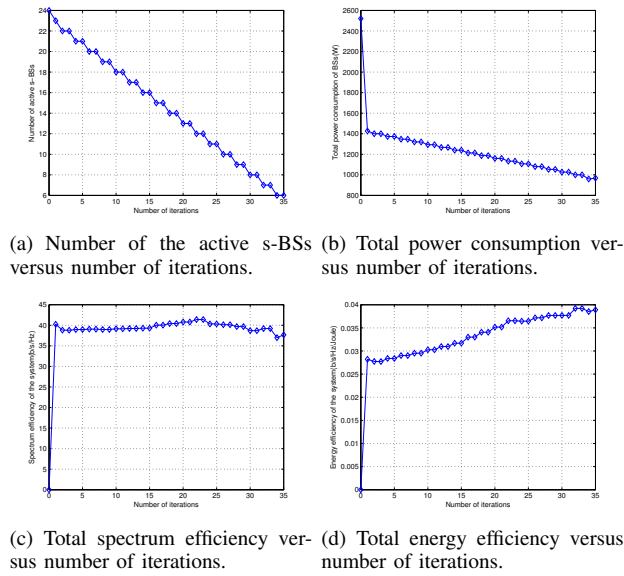 24
22
20
18
16
14
12
10
8
6
0 5 10 15 20 25 30 35
Number of iterations
Number of active s−BSs
2600
2400
2200
2000
1800
1600
1400
1200
1000
800
0 5 10 15 20 25 30 35
Number of iterations
Total power consumption of BSs(W)
(a) Number of the active s-BSs
versus number of iterations.
(b) Total power consumption ver-
sus number of iterations.
45
40
35
30
25
20
15
10
5
0
0 5 10 15 20 25 30 35
Number of iterations
Spectrum efficiency of the system(b/s/Hz)
0.04
0.035
0.03
0.025
0.02
0.015
0.01
0.005
0
0 5 10 15 20 25 30 35
Number of iterations
Energy efficiency of the system(b/s/Hz/Joule)
(c) Total spectrum efficiency ver-
sus number of iterations.
(d) Total energy efficiency versus
number of iterations.